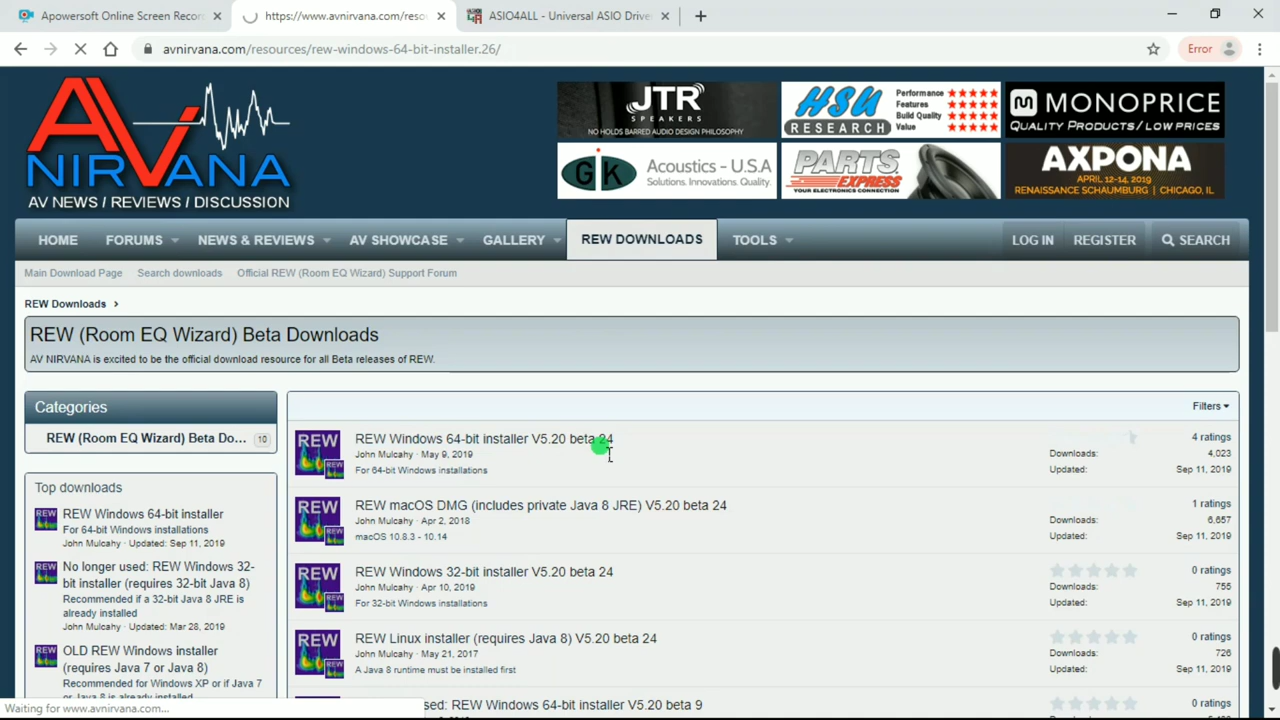 Apowersoft Online Screen Recor
https://www.avnirvana.com/reso
ASIO4ALL - Universal ASIO Drive
avnirvana.com/resources/rew-windows-64-bit-installer.26/
Error
AV
NIRVANA
AV NEWS / REVIEWS / DISCUSSION
JTR
SPEAKERS
NO HOLDS BARRED AUDIO DESIGN PHILOSOPHY
HSU
RESEARCH
Performance
Features
Build Quality
Value
MONOPRICE
QUALITY PRODUCTS / LOW PRICES
GK
Acoustics - U.S.A
Solutions. Innovations. Quality.
PARTS
EXPRESS
YOUR ELECTRONICS CONNECTION
AXPONA
APRIL 12-14, 2019
RENAISSANCE SCHAUMBURG | CHICAGO, IL
HOME FORUMS NEWS & REVIEWS AV SHOWCASE GALLERY REW DOWNLOADS TOOLS LOG IN REGISTER SEARCH
Main Download Page Search downloads Official REW (Room EQ Wizard) Support Forum
REW Downloads
REW (Room EQ Wizard) Beta Downloads
AV NIRVANA is excited to be the official download resource for all Beta releases of REW.
Categories
REW (Room EQ Wizard) Beta Do... 10
Top downloads
REW Windows 64-bit installer
For 64-bit Windows installations
John Mulcahy · Updated: Sep 11, 2019
No longer used: REW Windows 32-
bit installer (requires 32-bit Java 8)
Recommended if a 32-bit Java 8 JRE is
already installed
John Mulcahy · Updated: Mar 28, 2019
OLD REW Windows installer
(requires Java 7 or Java 8)
Recommended for Windows XP or if Java 7
or Java 8 is already installed
Filters
REW
REW Windows 64-bit installer V5.20 beta 24
John Mulcahy · May 9, 2019
For 64-bit Windows installations
4 ratings
Downloads: 4,023
Updated: Sep 11, 2019
REW
REW macOS DMG (includes private Java 8 JRE) V5.20 beta 24
John Mulcahy · Apr 2, 2018
macOS 10.8.3 - 10.14
1 ratings
Downloads: 6,657
Updated: Sep 11, 2019
REW
REW Windows 32-bit installer V5.20 beta 24
John Mulcahy · Apr 10, 2019
For 32-bit Windows installations
0 ratings
Downloads: 755
Updated: Sep 11, 2019
REW
REW Linux installer (requires Java 8) V5.20 beta 24
John Mulcahy · May 21, 2017
A Java 8 runtime must be installed first
0 ratings
Downloads: 726
Updated: Sep 11, 2019
used: REW Windows 64-bit installer V5.20 beta 9
0 ratings
Waiting for www.avnirvana.com...